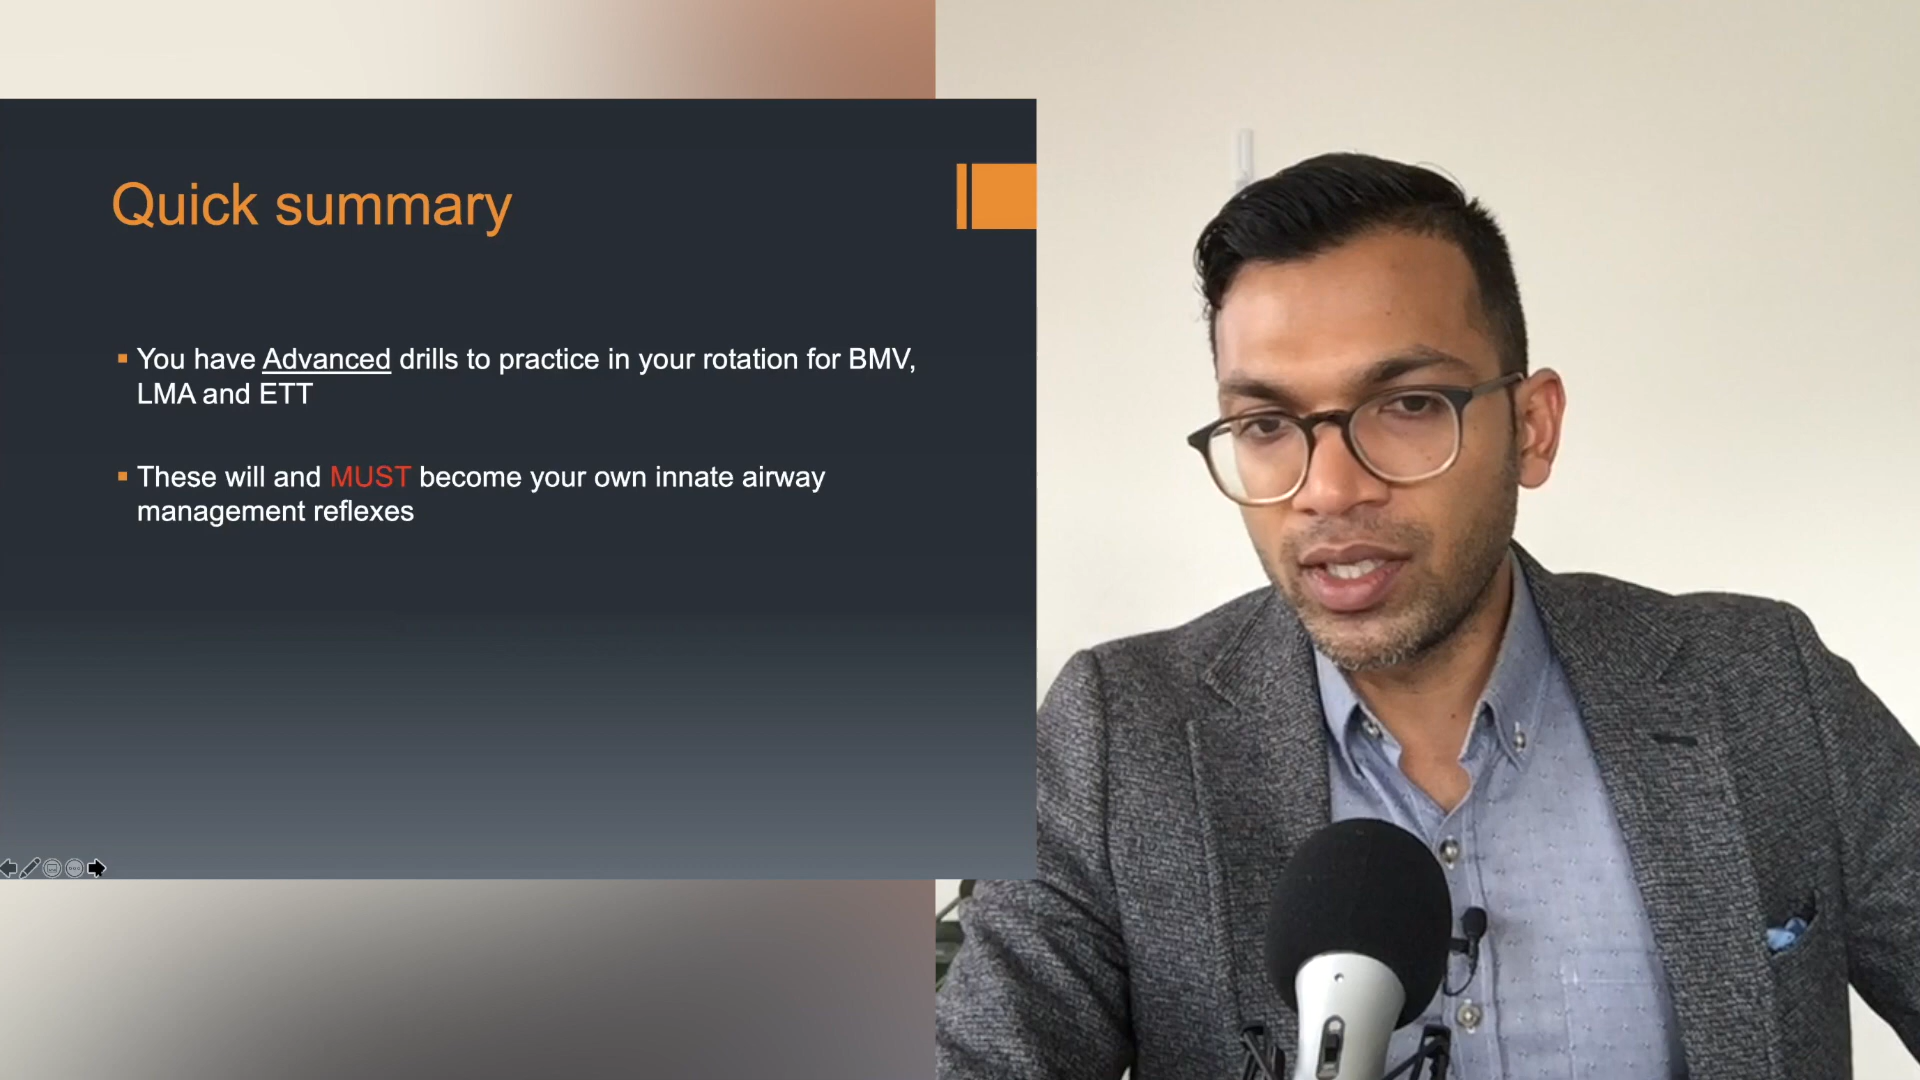 Quick summary
You have Advanced drills to practice in your rotation for BMV,
LMA and ETT
These will and MUST become your own innate airway
management reflexes